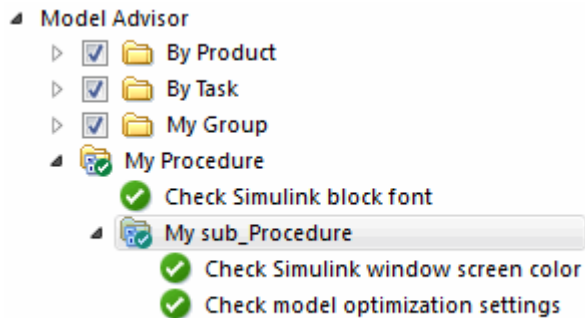 Model Advisor
By Product
By Task
My Group
My Procedure
Check Simulink block font
My sub_Procedure
Check Simulink window screen color
Check model optimization settings